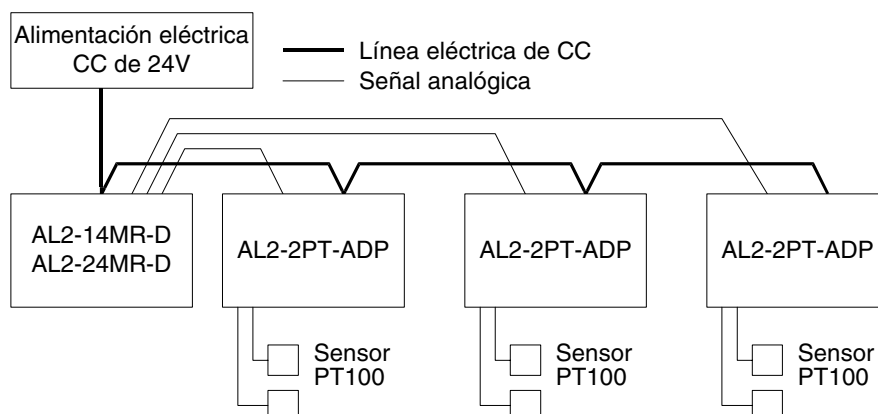 Alimentación eléctrica
CC de 24V
Línea eléctrica de CC
Señal analógica
AL2-14MR-D
AL2-24MR-D
AL2-2PT-ADP
AL2-2PT-ADP
AL2-2PT-ADP
Sensor
PT100
Sensor
PT100
Sensor
PT100